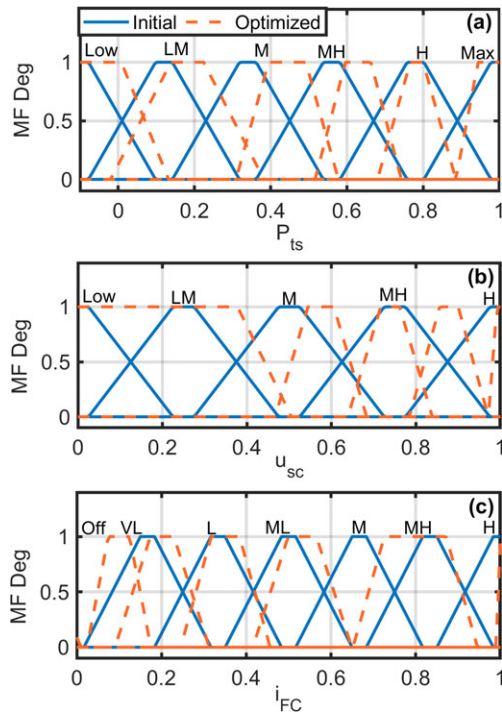 Initial Optimized
(a)
Low LM M MH H Max
1
0.5
0
MF Deg
0 0.2 0.4 0.6 0.8 1
P_ts
(b)
Low LM M MH H
1
0.5
0
MF Deg
0 0.2 0.4 0.6 0.8 1
u_sc
(c)
Off VL L ML M MH H
1
0.5
0
MF Deg
0 0.2 0.4 0.6 0.8 1
i_FC